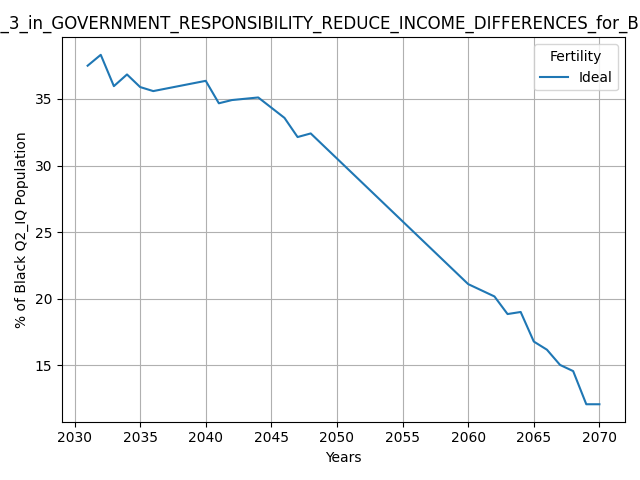 _3_in_GOVERNMENT_RESPONSIBILITY_REDUCE_INCOME_DIFFERENCES_for_B
Fertility
Ideal
% of Black Q2_IQ Population
35
30
25
20
15
2030 2035 2040 2045 2050 2055 2060 2065 2070
Years